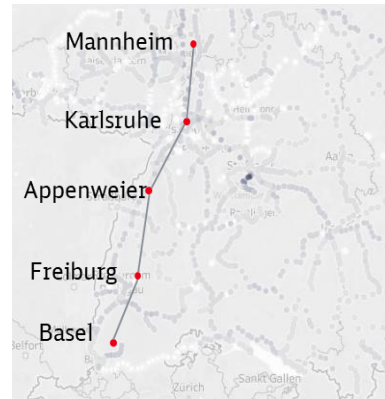 Mannheim
Karlsruhe
Appenweier
Freiburg
Basel
Belfort
Zürich
Sankt Gallen